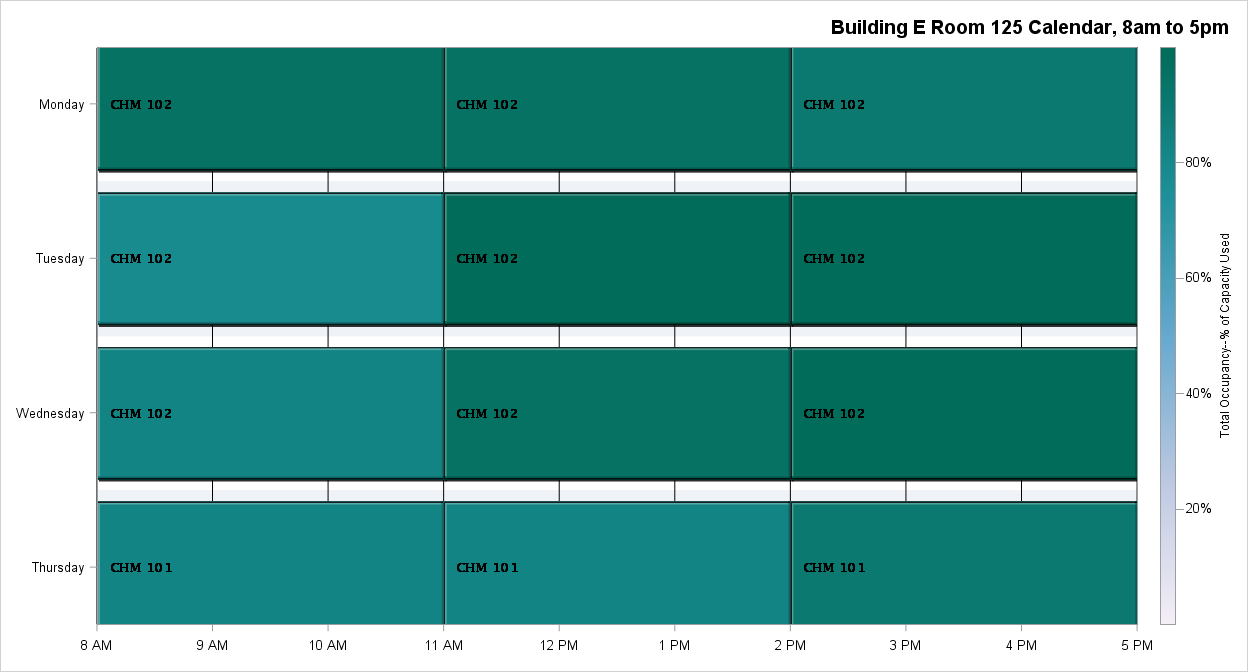 Building E Room 125 Calendar, 8am to 5pm
Monday
CHM 102
CHM 102
CHM 102
Tuesday
CHM 102
CHM 102
CHM 102
Wednesday
CHM 102
CHM 102
CHM 102
Thursday
CHM 101
CHM 101
CHM 101
8 AM
9 AM
10 AM
11 AM
12 PM
1 PM
2 PM
3 PM
4 PM
5 PM
80%
60%
40%
20%
Total Occupancy--% of Capacity Used